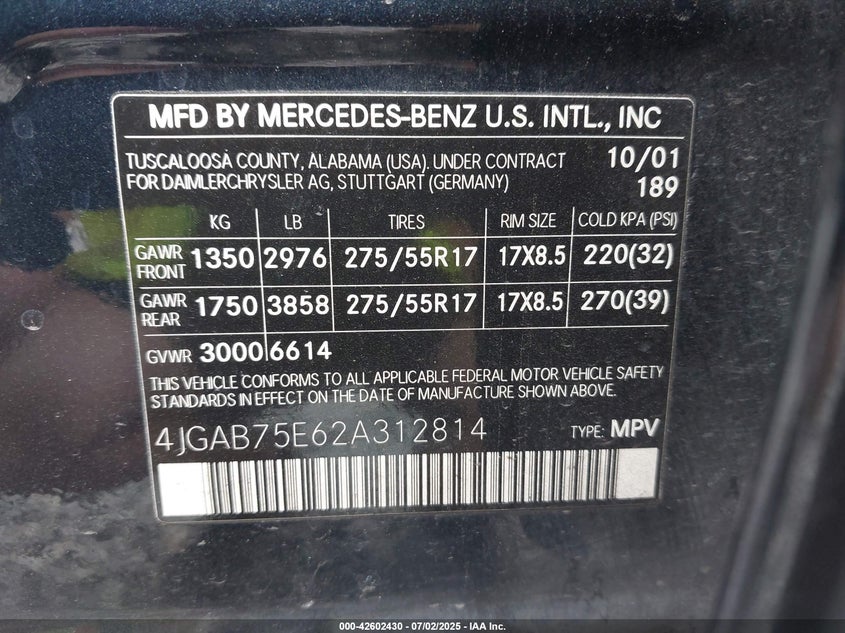 MFD BY MERCEDES-BENZ U.S. INTL., INC
TUSCALOOSA COUNTY, ALABAMA (USA). UNDER CONTRACT 10/01
FOR DAIMLERCHRYSLER AG, STUTTGART (GERMANY) 189
KG LB TIRES RIM SIZE COLD KPA (PSI)
GAWR FRONT 1350 2976 275/55R17 17X8.5 220(32)
GAWR REAR 1750 3858 275/55R17 17X8.5 270(39)
GVWR 3000 6614
THIS VEHICLE CONFORMS TO ALL APPLICABLE FEDERAL MOTOR VEHICLE SAFETY
STANDARDS IN EFFECT ON THE DATE OF MANUFACTURE SHOWN ABOVE.
4JGAB75E62A312814 TYPE: MPV
000-42602430 - 07/02/2025 - IAA Inc.